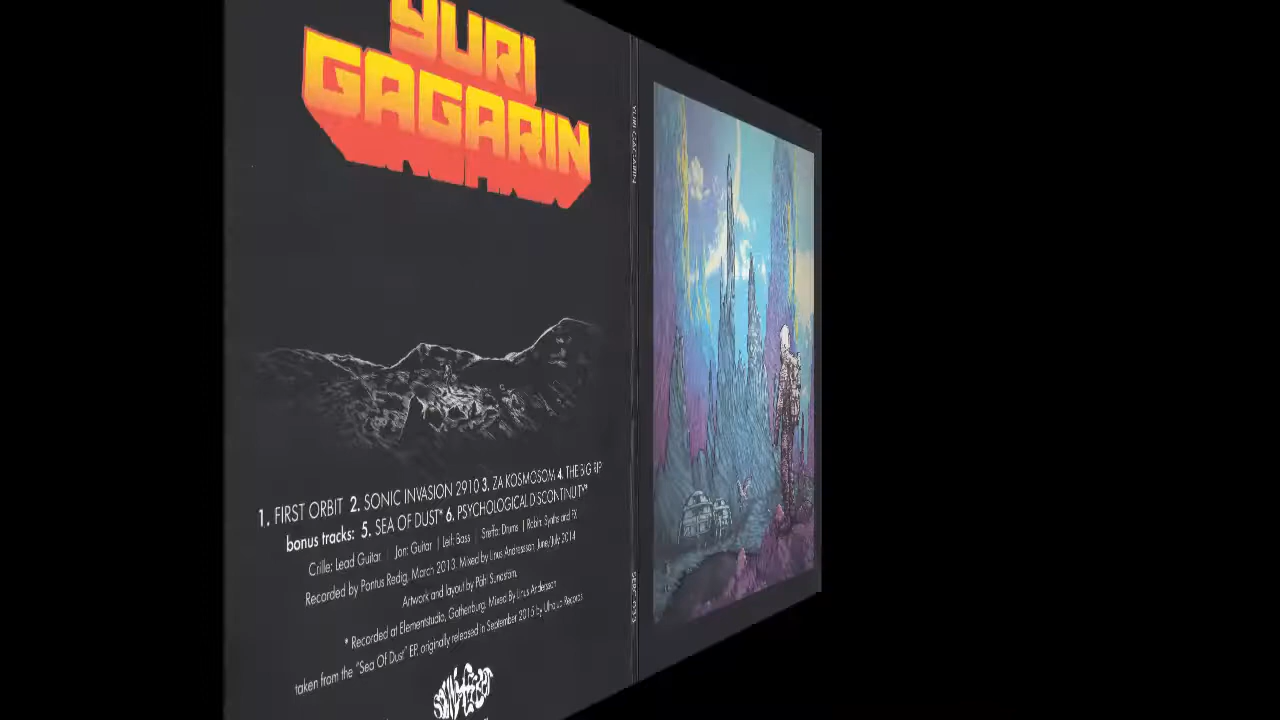 YURI
GAGARIN
YURI GAGARIN
1. FIRST ORBIT 2. SONIC INVASION 2910 3. ZA KOSMOSOM 4. THE BIG RIP
bonus tracks: 5. SEA OF DUST* 6. PSYCHOLOGICAL DISCONTINUITY*
Crille: Lead Guitar | Jon: Guitar | Leif: Bass | Steffo: Drums | Robin: Synths and FX
Recorded by Pontus Redig, March 2013. Mixed by Linus Andersson, June/July 2014
Artwork and layout by Påhl Sundström.
* Recorded at Elementstudio, Gothenburg; Mixed By Linus Andersson
taken from the "Sea Of Dust" EP, originally released in September 2015 by